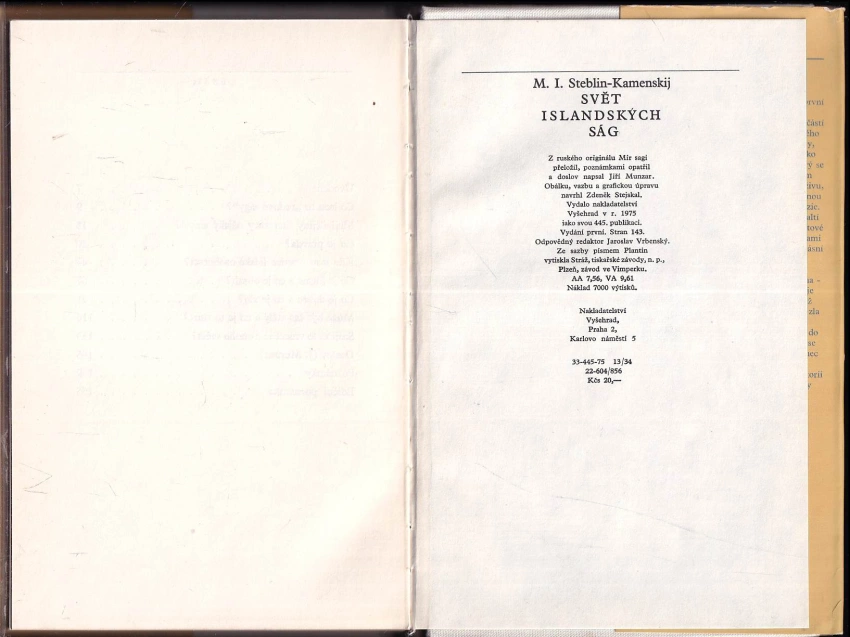 M. I. Steblin-Kamenskij
SVĚT
ISLANDSKÝCH
SÁG
Z ruského originálu Mir sagi
přeložil, poznámkami opatřil
a doslov napsal Jiří Munzar.
Obálku, vazbu a grafickou úpravu
navrhl Zdeněk Stejskal.
Vydalo nakladatelství
Vyšehrad v r. 1975
jako svou 445. publikaci.
Vydání první. Stran 143.
Odpovědný redaktor Jaroslav Vrbenský.
Ze sazby písmem Plantin
vytiskla Stráž, tiskařské závody, n. p.,
Plzeň, závod ve Vimperku.
AA 7,56, VA 9,61
Náklad 7000 výtisků.
Nakladatelství
Vyšehrad,
Praha 2,
Karlovo náměstí 5
33-445-75 13/34
22-604/856
Kčs 20,—